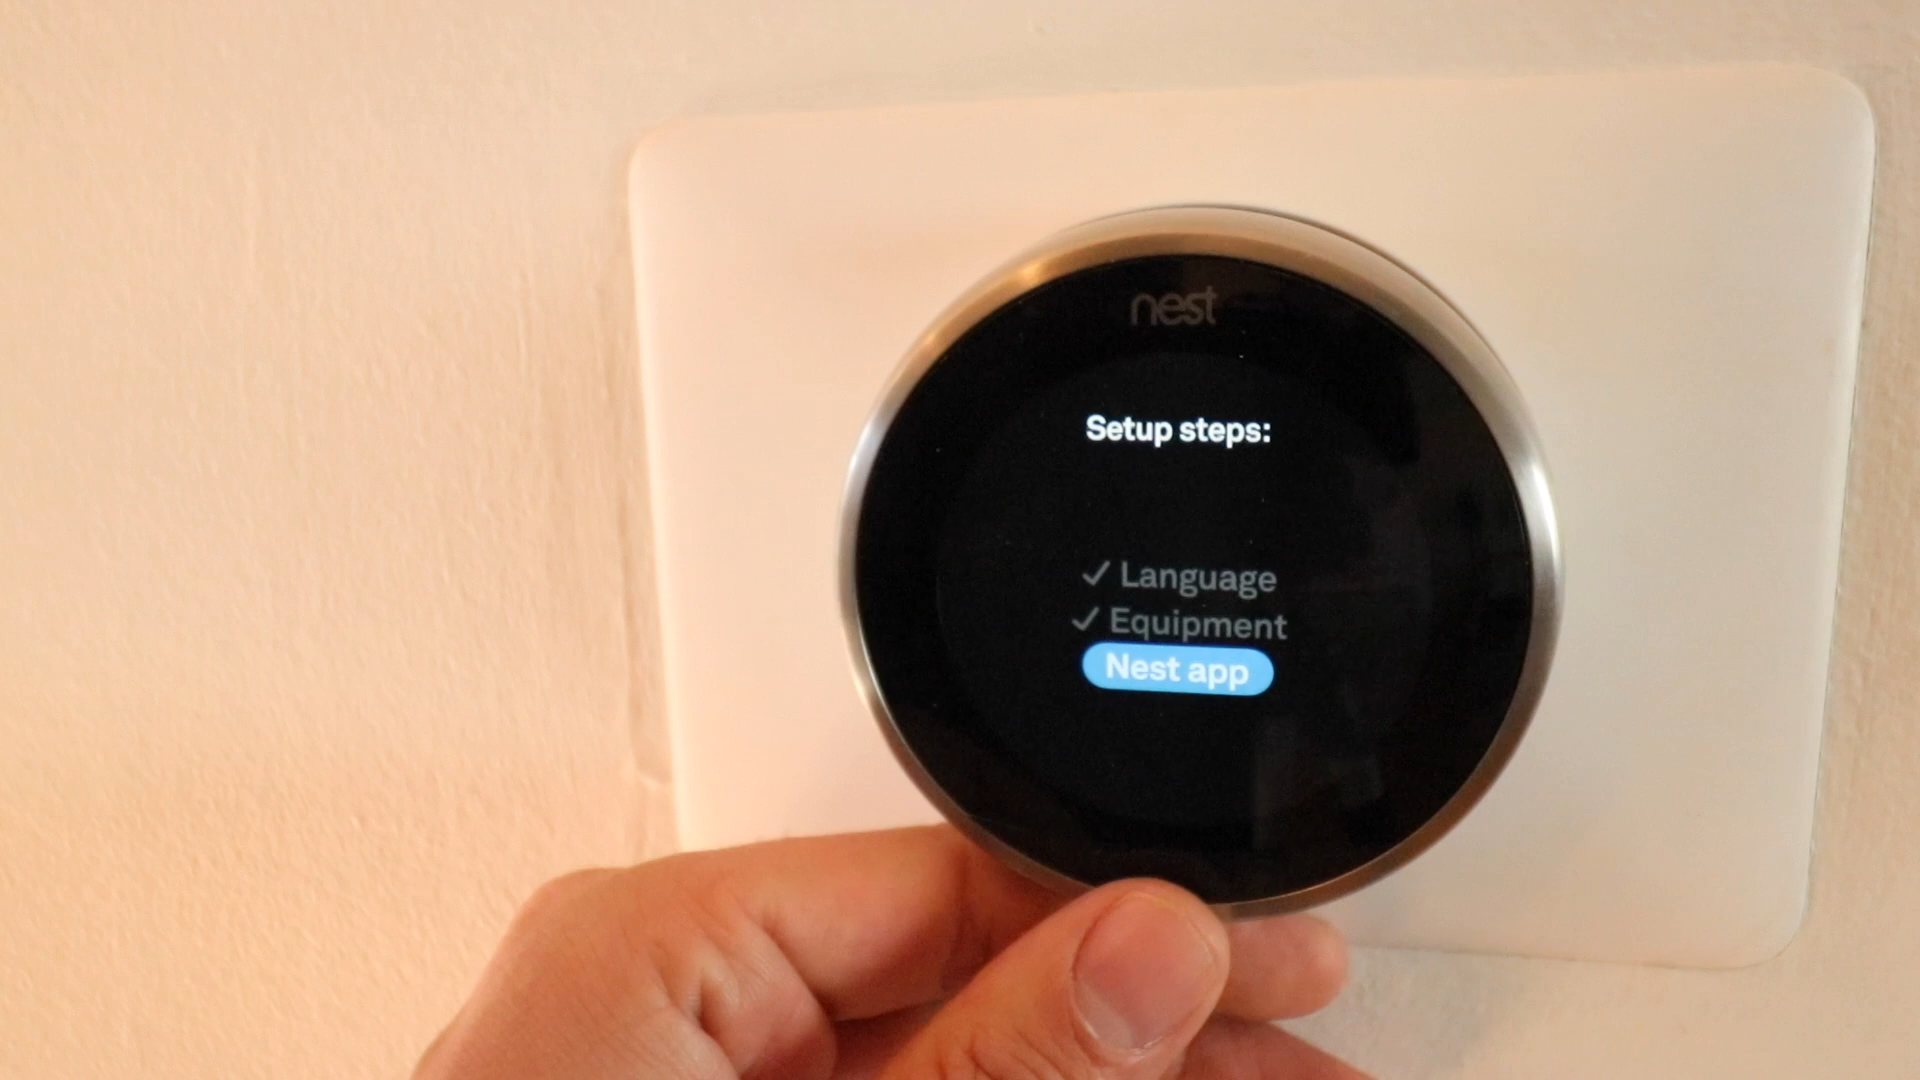 nest
Setup steps:
✓ Language
✓ Equipment
Nest app